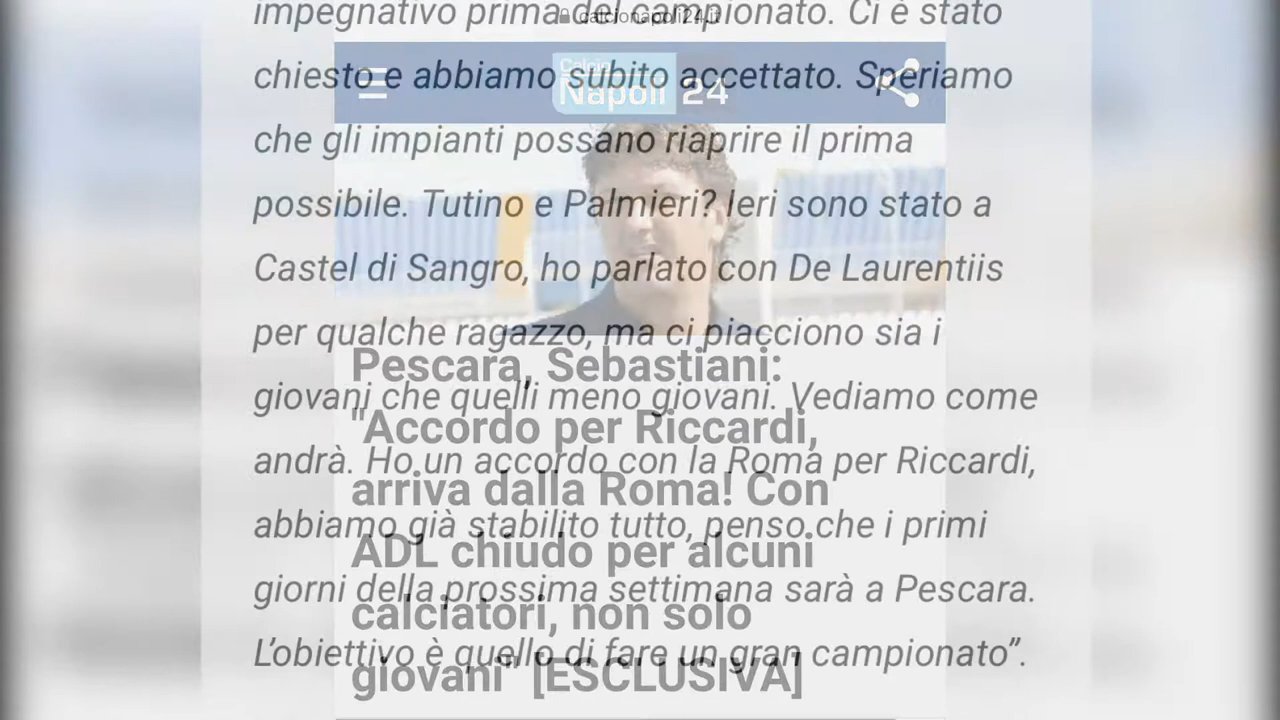 calcionapoli24.it
Calcio
Napoli 24
impegnativo prima del campionato. Ci è stato
chiesto e abbiamo subito accettato. Speriamo
che gli impianti possano riaprire il prima
possibile. Tutino e Palmieri? Ieri sono stato a
Castel di Sangro, ho parlato con De Laurentiis
per qualche ragazzo, ma ci piacciono sia i
giovani che quelli meno giovani. Vediamo come
andrà. Ho un accordo con la Roma per Riccardi,
abbiamo già stabilito tutto, penso che i primi
giorni della prossima settimana sarà a Pescara.
L'obiettivo è quello di fare un gran campionato”.
Pescara, Sebastiani:
"Accordo per Riccardi,
arriva dalla Roma! Con
ADL chiudo per alcuni
calciatori, non solo
giovani" [ESCLUSIVA]